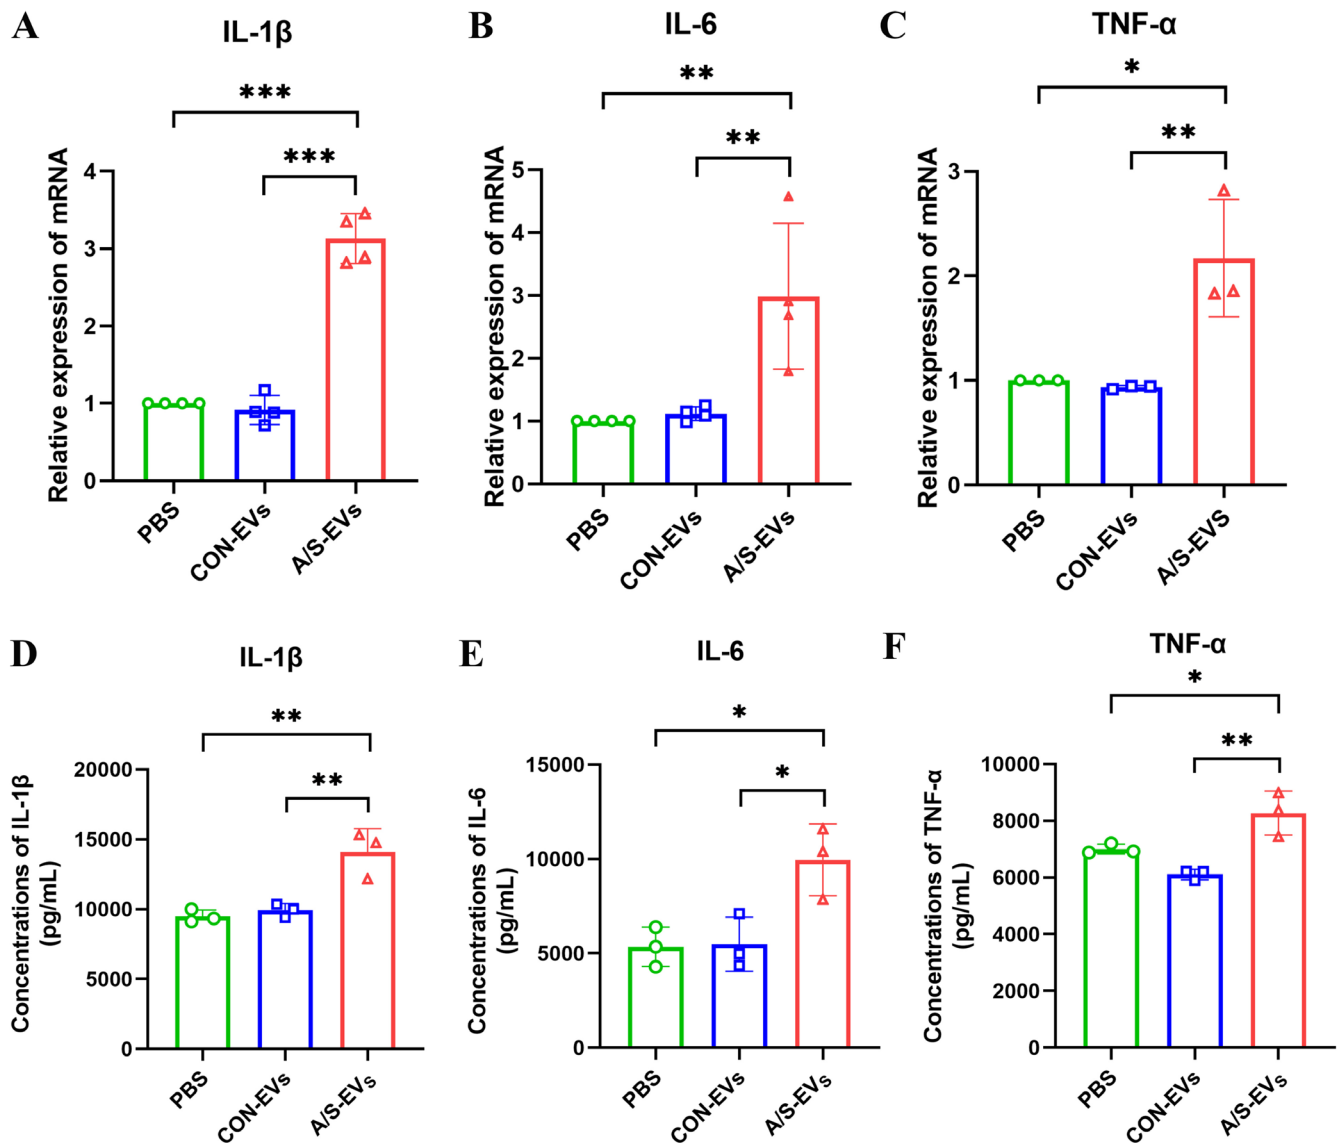 A
IL-1β
***
***
Relative expression of mRNA
4
3
2
1
0
PBS
CON-EVs
A/S-EVs
B
IL-6
**
**
Relative expression of mRNA
5
4
3
2
1
0
PBS
CON-EVs
A/S-EVs
C
TNF-α
*
**
Relative expression of mRNA
3
2
1
0
PBS
CON-EVs
A/S-EVS
D
IL-1β
**
**
Concentrations of IL-1β
(pg/mL)
20000
15000
10000
5000
0
PBS
CON-EVs
A/S-EVs
E
IL-6
*
*
Concentrations of IL-6
(pg/mL)
15000
10000
5000
0
PBS
CON-EVs
A/S-EVs
F
TNF-α
*
**
Concentrations of TNF-α
(pg/mL)
10000
8000
6000
4000
2000
0
PBS
CON-EVs
A/S-EVs